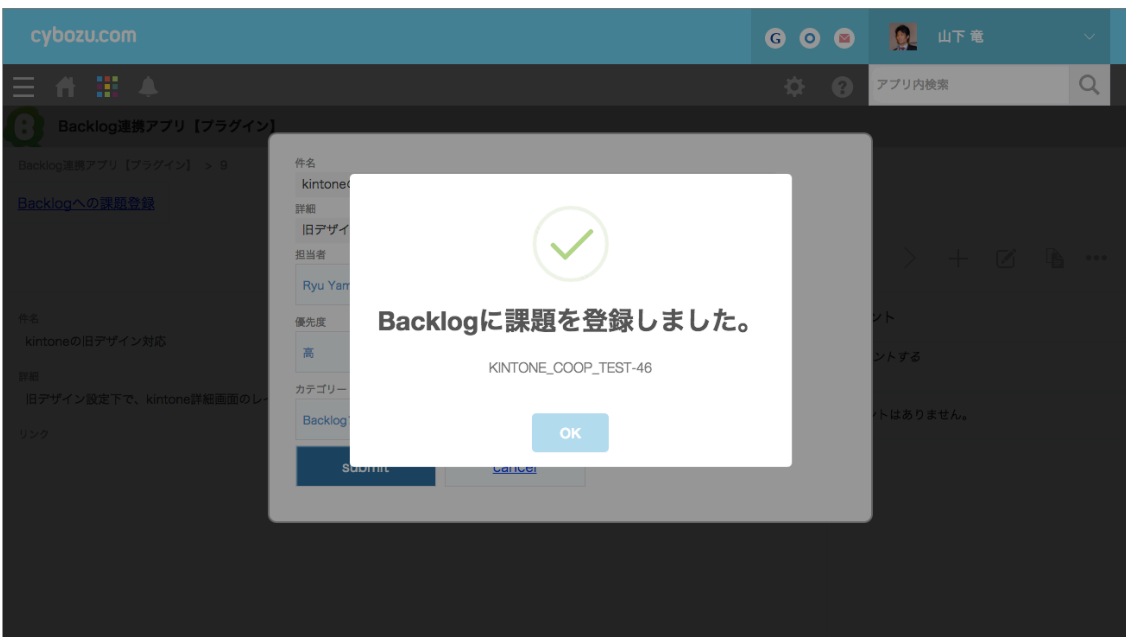 cybozu.com
G
山下 竜
アプリ内検索
Backlog連携アプリ【プラグイン】
Backlog連携アプリ【プラグイン】 > 9
Backlogへの課題登録
件名
kintoneの旧デザイン対応
詳細
旧デザイン設定下で、kintone詳細画面のレー
リンク
件名
kintone
詳細
旧デザイ
担当者
Ryu Yam
優先度
高
カテゴリー
Backlog
submit
cancel
Backlogに課題を登録しました。
KINTONE_COOP_TEST-46
OK
ント
ントする
ントはありません。